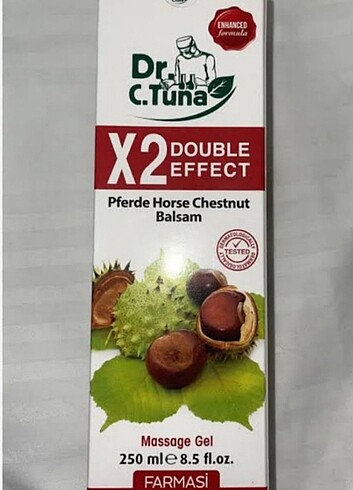 ENHANCED
formula
Dr.
C.Tuna
X2 DOUBLE
EFFECT
Pferde Horse Chestnut
Balsam
DERMATOLOGICALLY
TESTED
Massage Gel
250 ml e 8.5 fl.oz.
FARMASİ